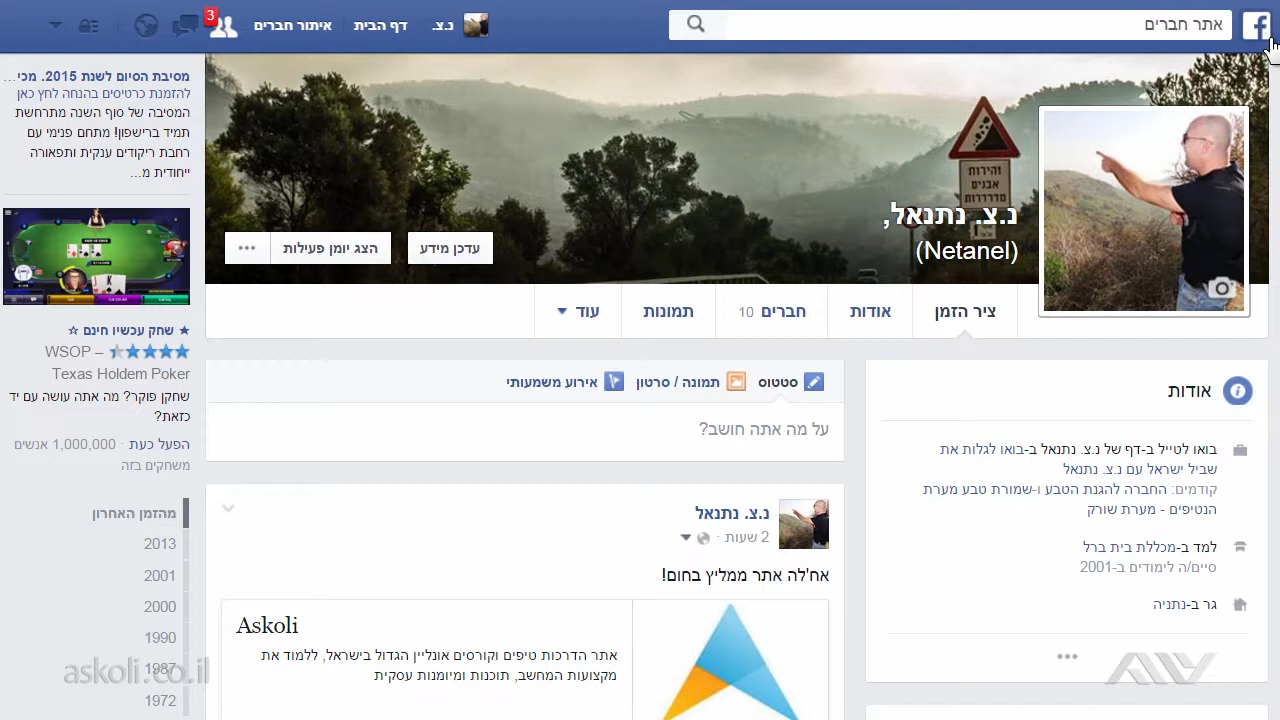 אתר חברים
נ.צ.
דף הבית
איתור חברים
3
זהירות
אבנים
מדרדרות
נ.צ. נתנאל,
(Netanel)
עדכן מידע
הצג יומן פעילות
ציר הזמן
אודות
חברים 10
תמונות
עוד
אודות
בואו לטייל ב-דף של נ.צ. נתנאל ב-בואו לגלות את
שביל ישראל עם נ.צ. נתנאל
קודמים: החברה להגנת הטבע ו-שמורת טבע מערת
הנטיפים - מערת שורק
למד ב-מכללת בית ברל
סיים/ה לימודים ב-2001
גר ב-נתניה
סטטוס
תמונה / סרטון
אירוע משמעותי
על מה אתה חושב?
נ.צ. נתנאל
2 שעות ·
אח'לה אתר ממליץ בחום!
Askoli
אתר הדרכות טיפים וקורסים אונליין הגדול בישראל, ללמוד את
מקצועות המחשב, תוכנות ומיומנות עסקית
מסיבת הסיום לשנת 2015. מכי...
להזמנת כרטיסים בהנחה לחץ כאן
המסיבה של סוף השנה מתרחשת
תמיד ברישפון! מתחם פנימי עם
רחבת ריקודים ענקית ותפאורה
ייחודית מ...
★ שחק עכשיו חינם ☆
WSOP –
Texas Holdem Poker
שחקן פוקר? מה אתה עושה עם יד
כזאת?
הפעל כעת · 1,000,000 אנשים
משחקים בזה
מהזמן האחרון
2013
2001
2000
1990
1987
1972
askoli.co.il